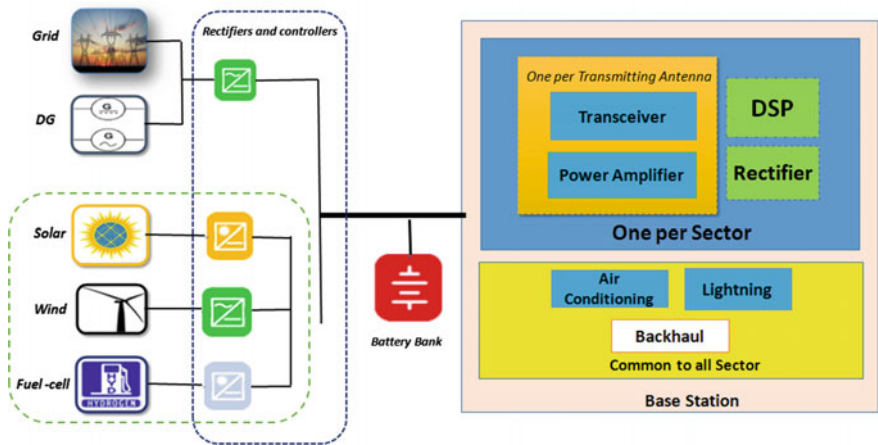 Grid
Rectifiers and controllers
DG
G
G
Solar
Wind
Fuel -cell
HYDROGEN
Battery Bank
One per Transmitting Antenna
Transceiver
Power Amplifier
DSP
Rectifier
One per Sector
Air
Conditioning
Lightning
Backhaul
Common to all Sector
Base Station